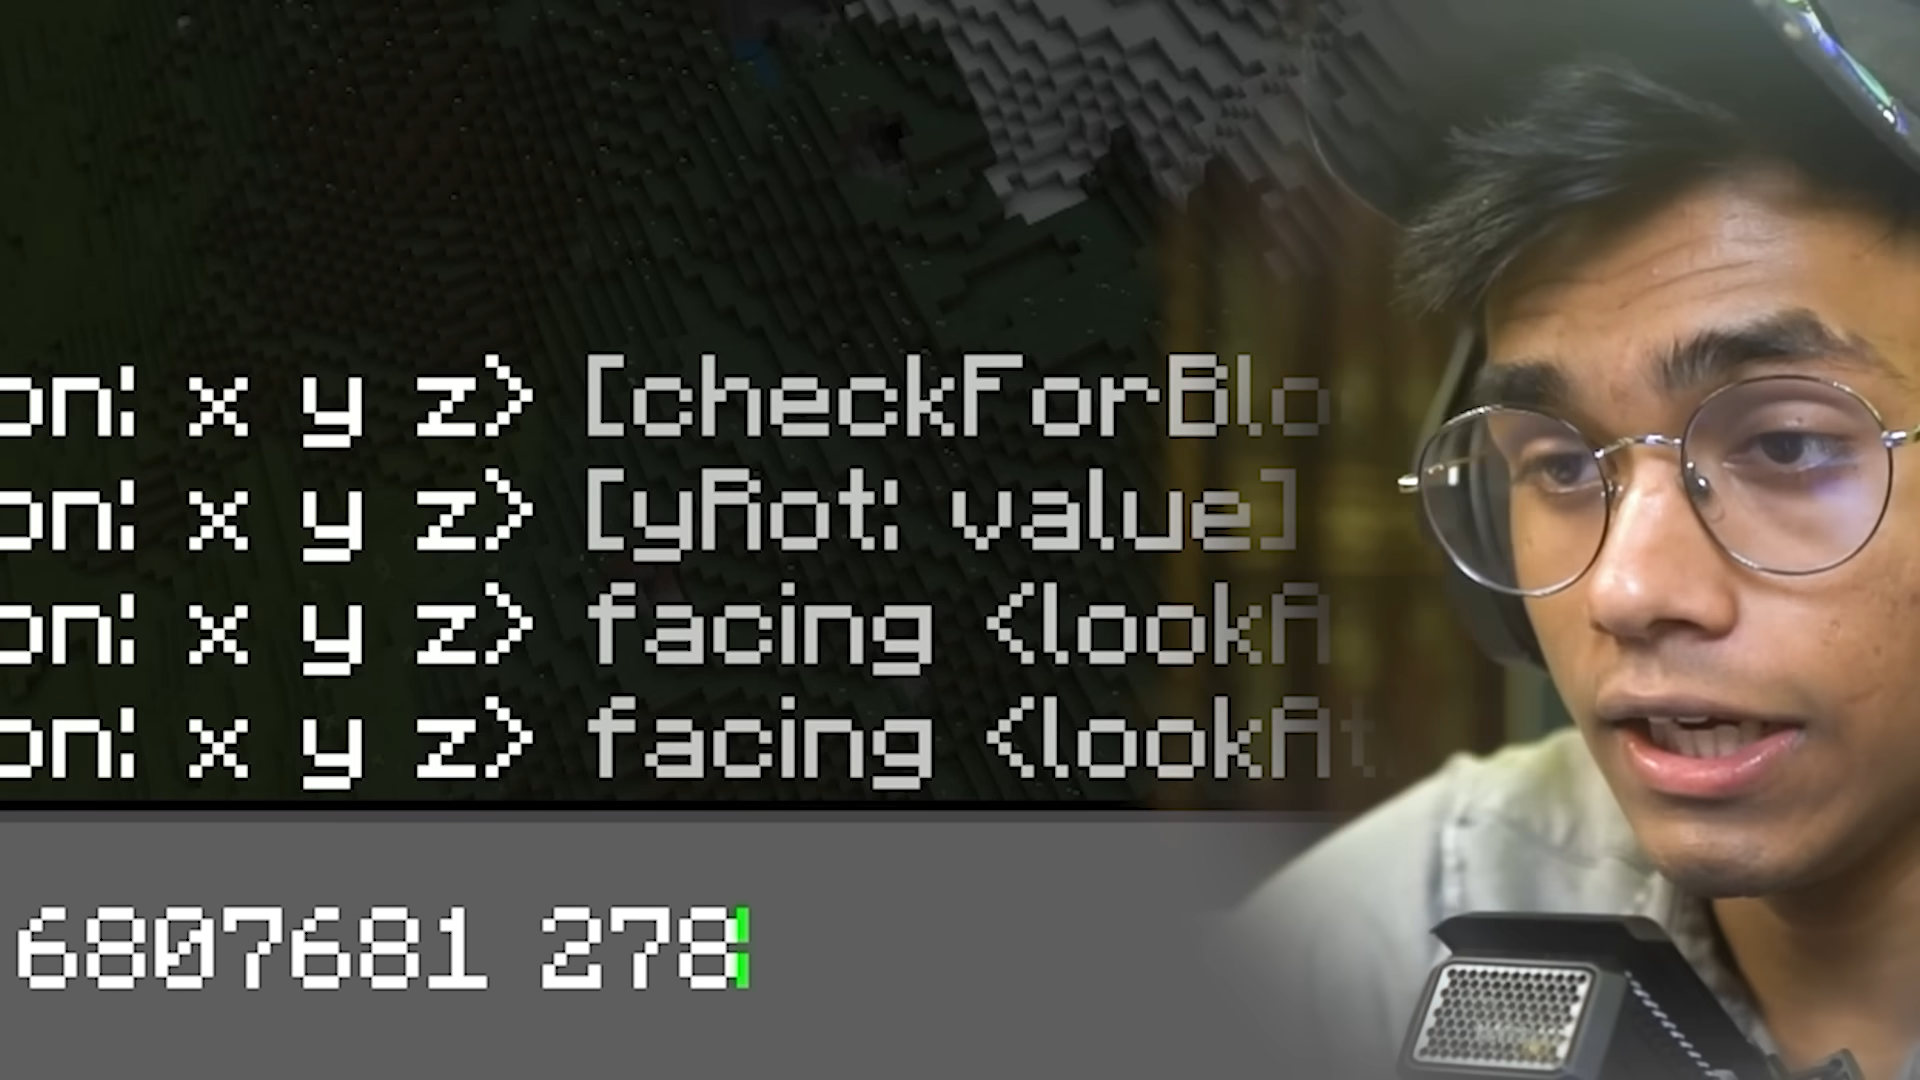 on: x y z> [checkForBlo
on: x y z> [yRot: value]
on: x y z> facing <lookA
on: x y z> facing <lookAt
6807681 278